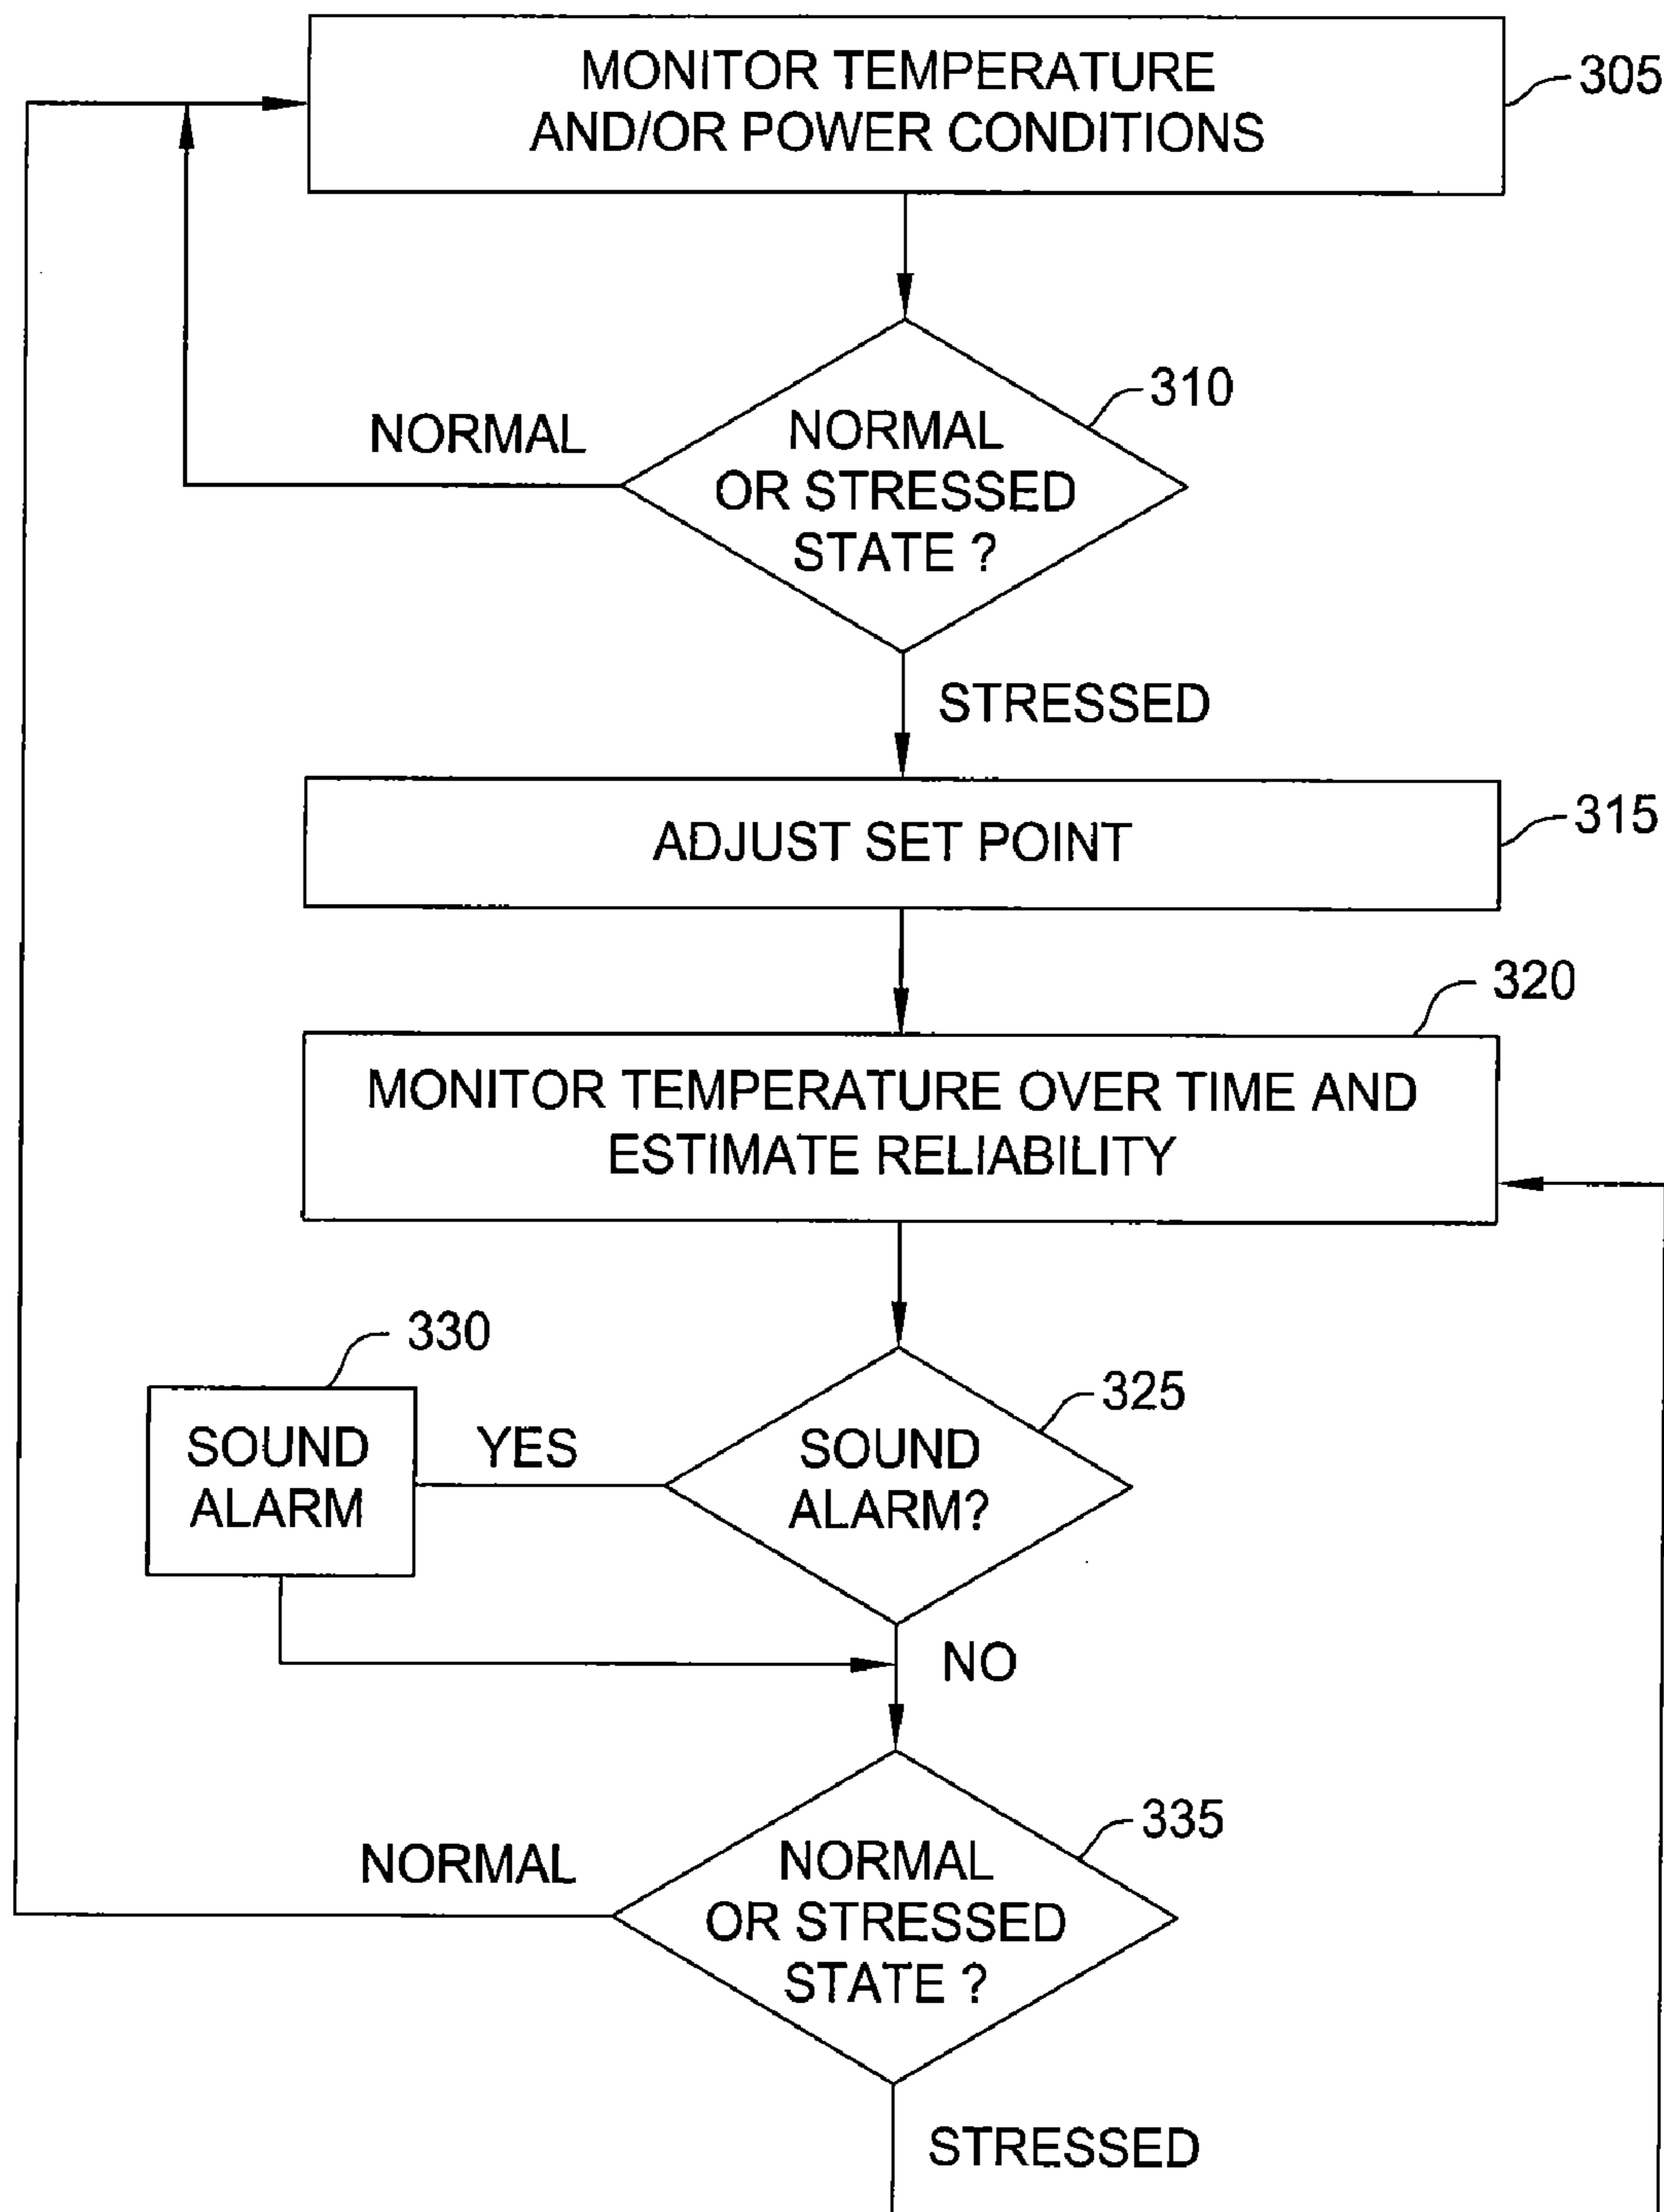 MONITOR TEMPERATURE
AND/OR POWER CONDITIONS
305
310
NORMAL
NORMAL
OR STRESSED
STATE ?
STRESSED
ADJUST SET POINT
315
320
MONITOR TEMPERATURE OVER TIME AND
ESTIMATE RELIABILITY
330
325
SOUND
ALARM
YES
SOUND
ALARM?
NO
335
NORMAL
NORMAL
OR STRESSED
STATE ?
STRESSED